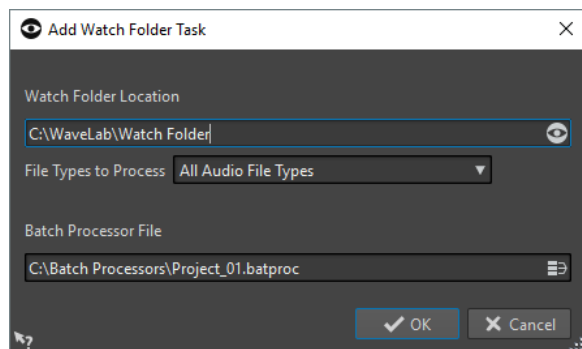 Add Watch Folder Task
Watch Folder Location
C:\WaveLab\Watch Folder
File Types to Process All Audio File Types
Batch Processor File
C:\Batch Processors\Project_01.batproc
OK Cancel
?